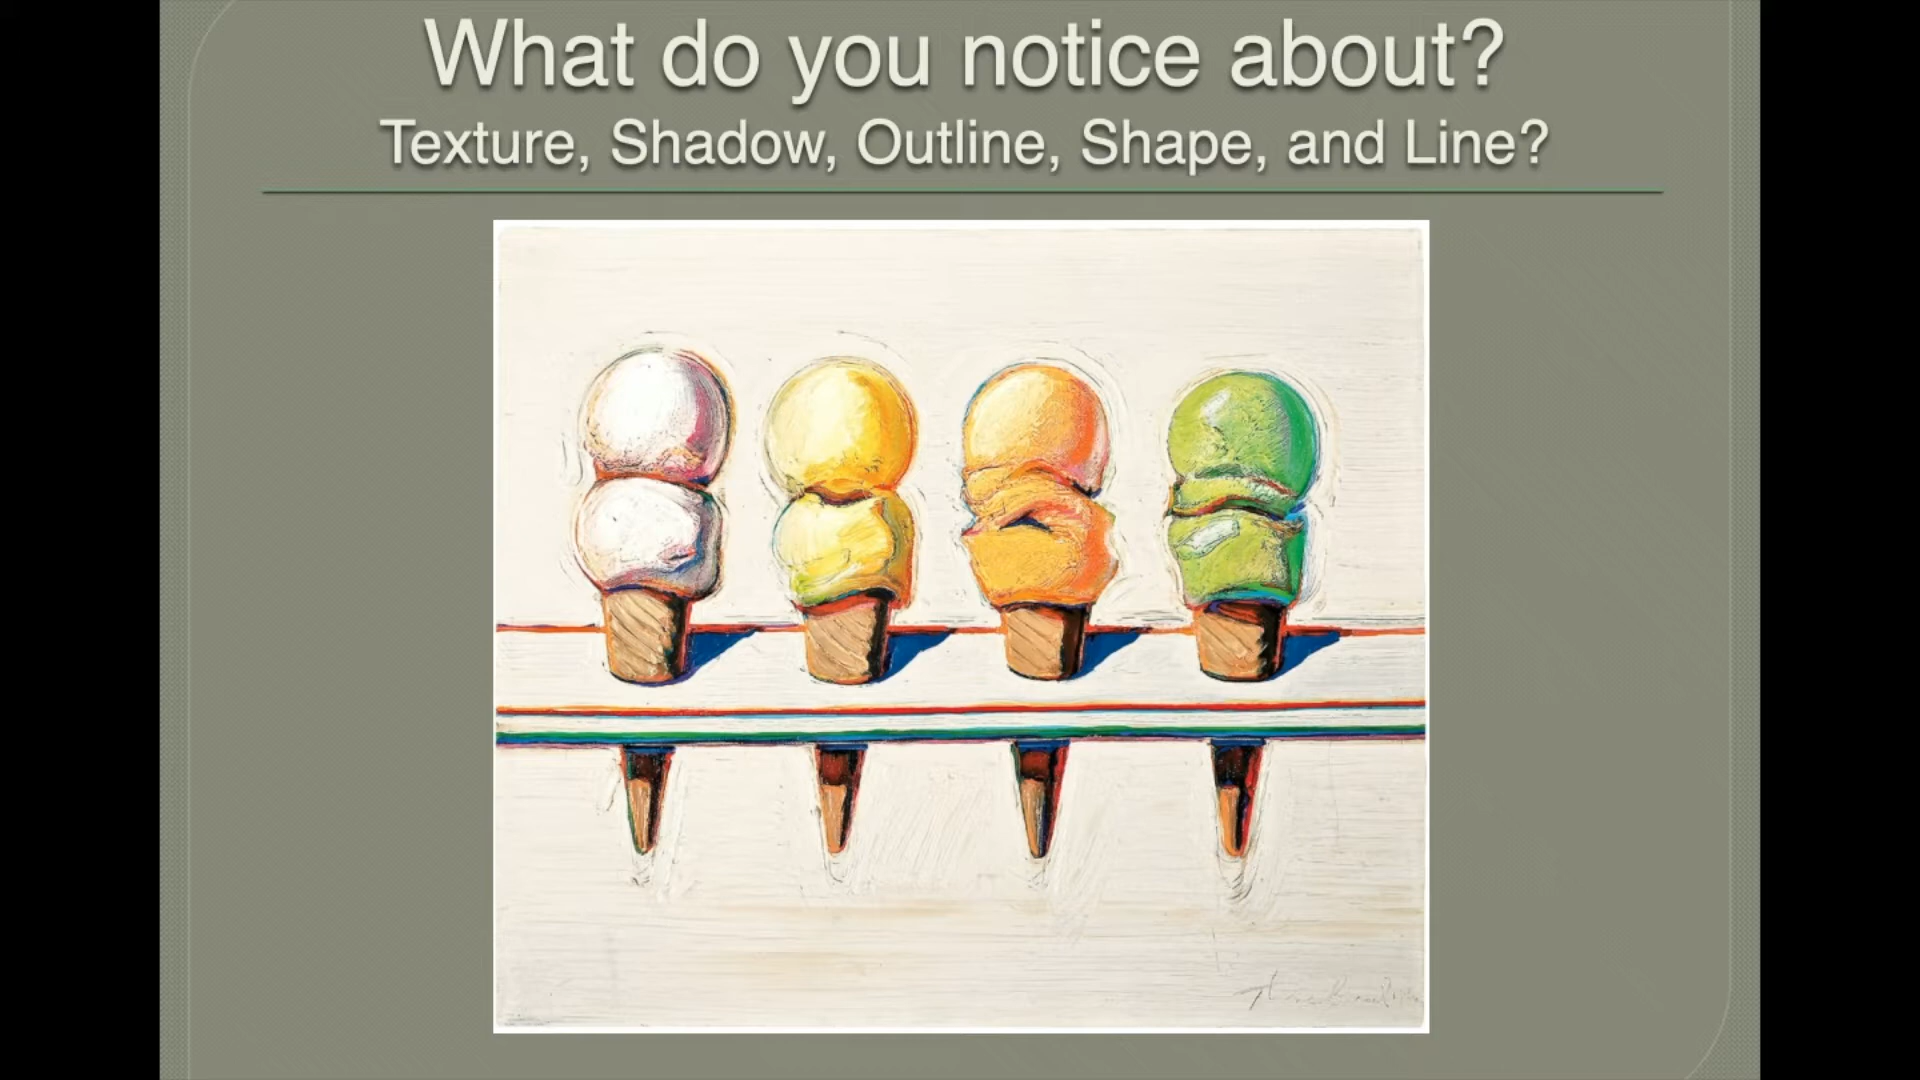 What do you notice about?
Texture, Shadow, Outline, Shape, and Line?